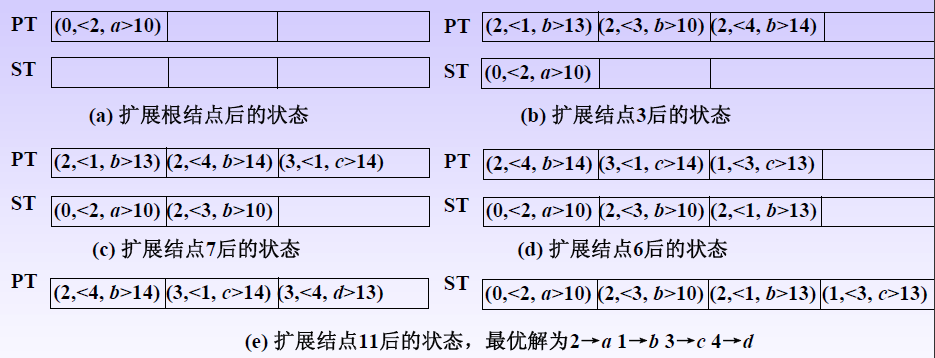 PT (0,<2, a>10)
ST
(a) 扩展根结点后的状态
PT (2,<1, b>13) (2,<3, b>10) (2,<4, b>14)
ST (0,<2, a>10)
(b) 扩展结点3后的状态
PT (2,<1, b>13) (2,<4, b>14) (3,<1, c>14)
ST (0,<2, a>10) (2,<3, b>10)
(c) 扩展结点7后的状态
PT (2,<4, b>14) (3,<1, c>14) (1,<3, c>13)
ST (0,<2, a>10) (2,<3, b>10) (2,<1, b>13)
(d) 扩展结点6后的状态
PT (2,<4, b>14) (3,<1, c>14) (3,<4, d>13)
ST (0,<2, a>10) (2,<3, b>10) (2,<1, b>13) (1,<3, c>13)
(e) 扩展结点11后的状态，最优解为2→a 1→b 3→c 4→d